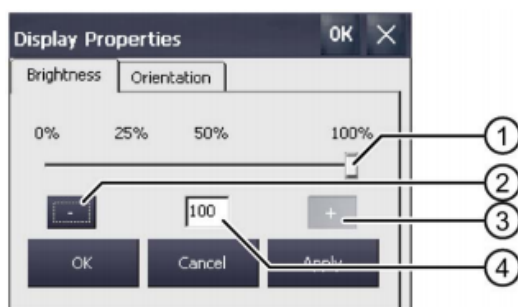 Display Properties OK ×
Brightness Orientation
0% 25% 50% 100%
1
- 100 +
2
3
OK Cancel Apply
4